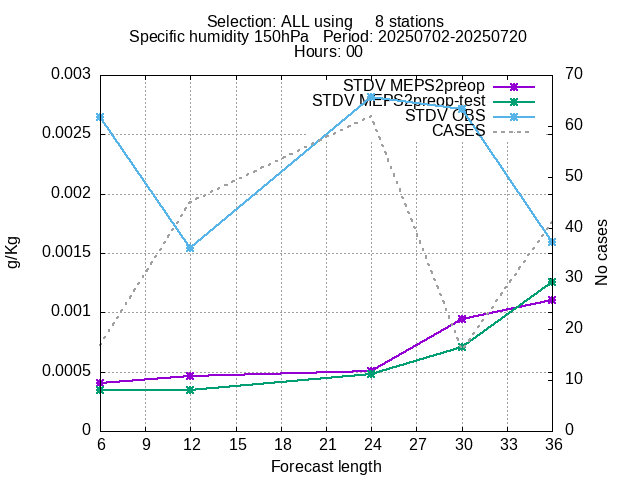 Selection: ALL using     8 stations
Specific humidity 150hPa   Period: 20250702-20250720
Hours: 00
STDV MEPS2preop
STDV MEPS2preop-test
STDV OBS
CASES
0.003
0.0025
0.002
0.0015
0.001
0.0005
0
70
60
50
40
30
20
10
0
g/Kg
No cases
6 9 12 15 18 21 24 27 30 33 36
Forecast length